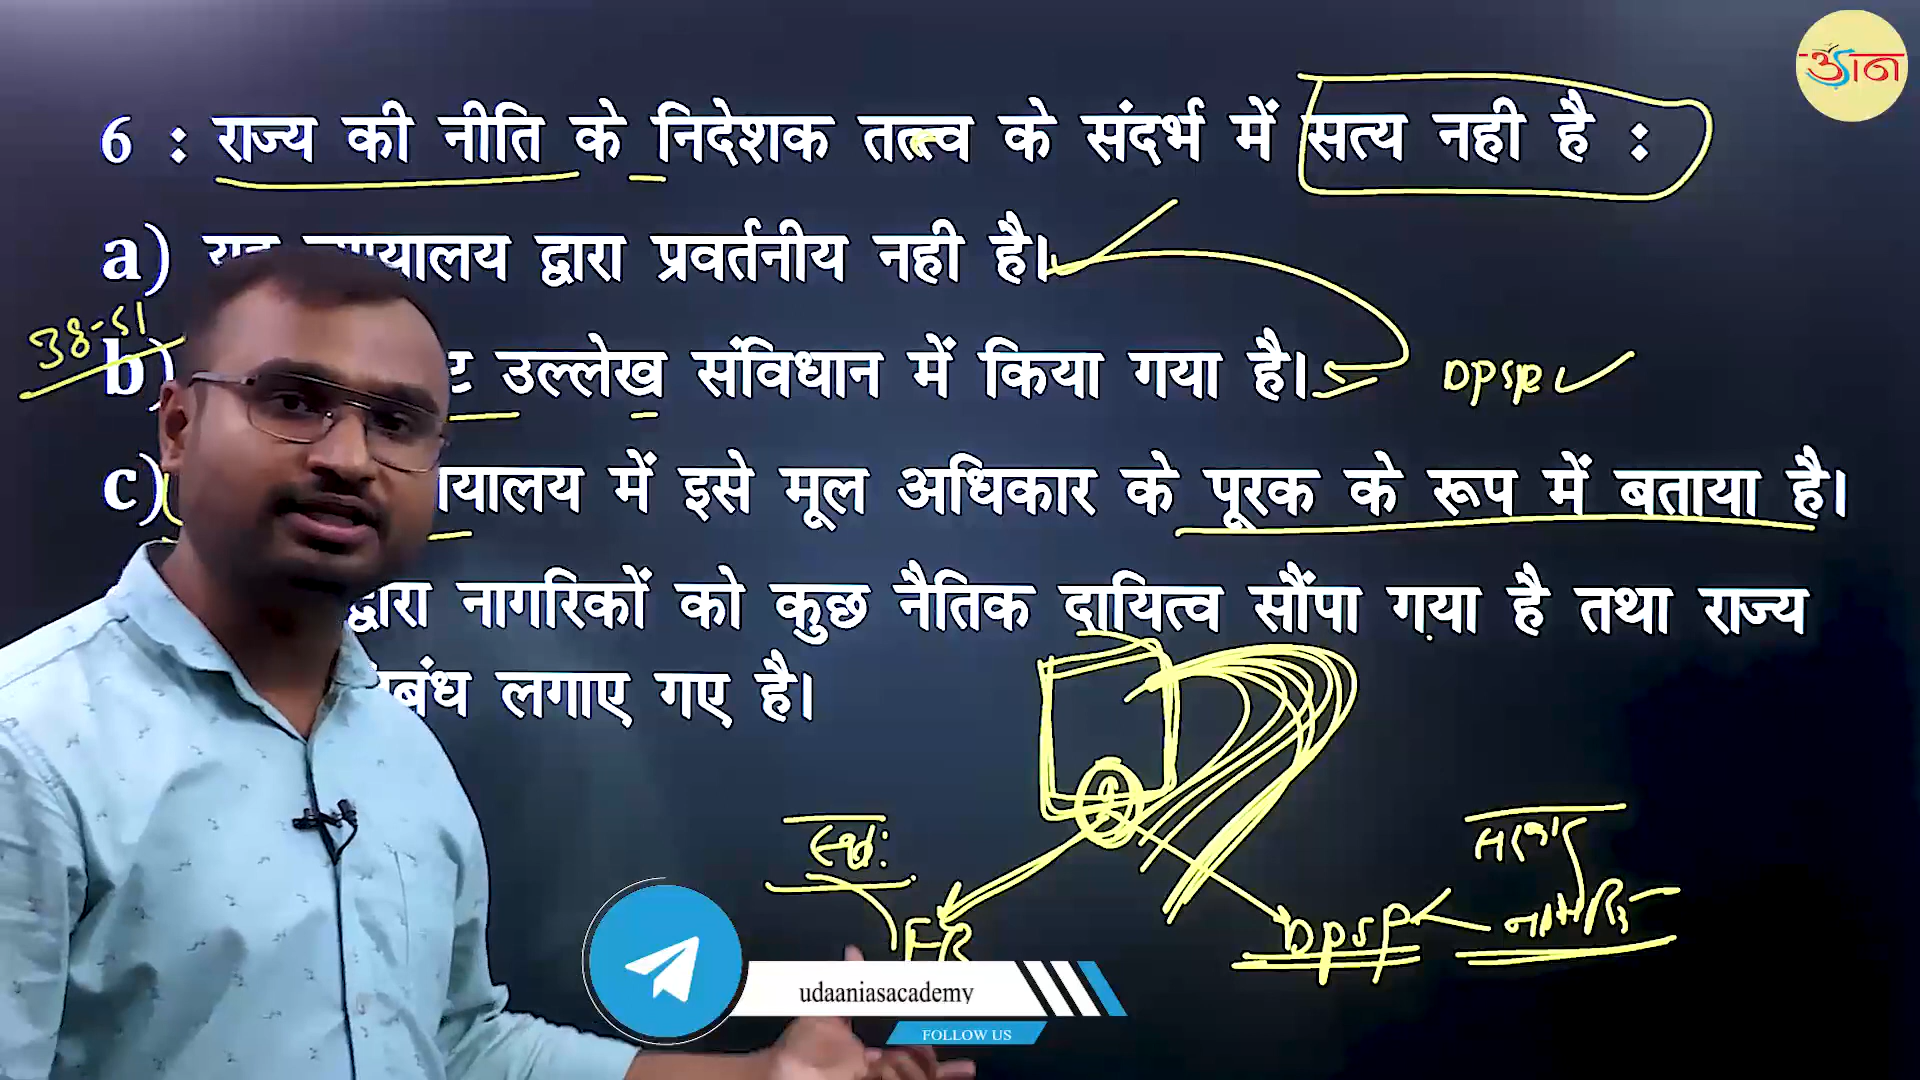 उड़ान
6 : राज्य की नीति के निदेशक तत्त्व के संदर्भ में सत्य नही है :
a) यह न्यायालय द्वारा प्रवर्तनीय नही है।
38-51
b) उल्लेख संविधान में किया गया है। DPSP
c) में इसे मूल अधिकार के पूरक के रूप में बताया है।
द्वारा नागरिकों को कुछ नैतिक दायित्व सौंपा गया है तथा राज्य
लगाए गए है।
FR
DPSP
udaaniasacademy
FOLLOW US